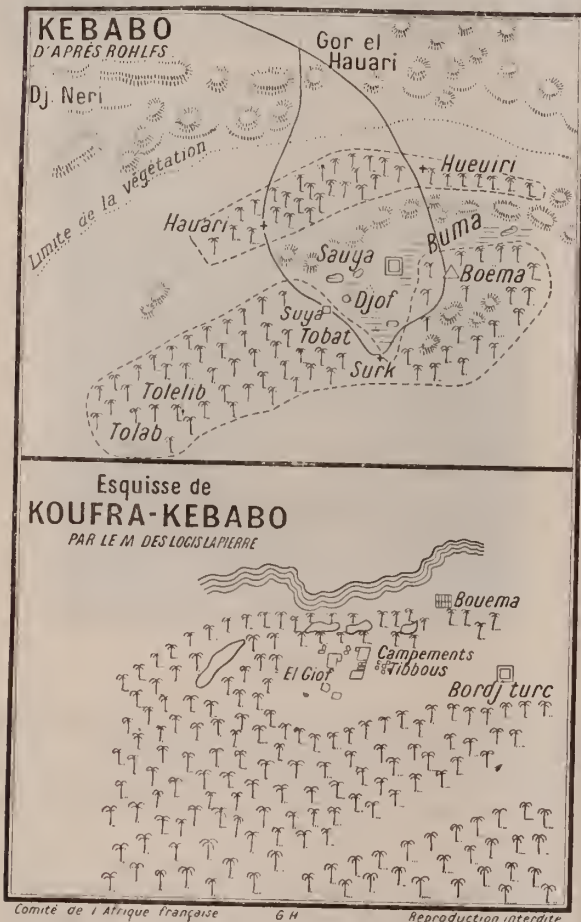 KEBABO
D'APRÈS ROHLFS
Gor el
Hauari
Dj. Neri
Limite de la végétation
Hueuiri
Hauari
Buma
Sauya
Boëma
Djof
Suya
Tobat
Surk
Tolelib
Tolab
Esquisse de
KOUFRA-KEBABO
PAR LE M DES LOGIS LAPIERRE
Bouema
Campements
El Giof Tibbous
Bordj turc
Comité de l'Afrique française G H Reproduction interdite